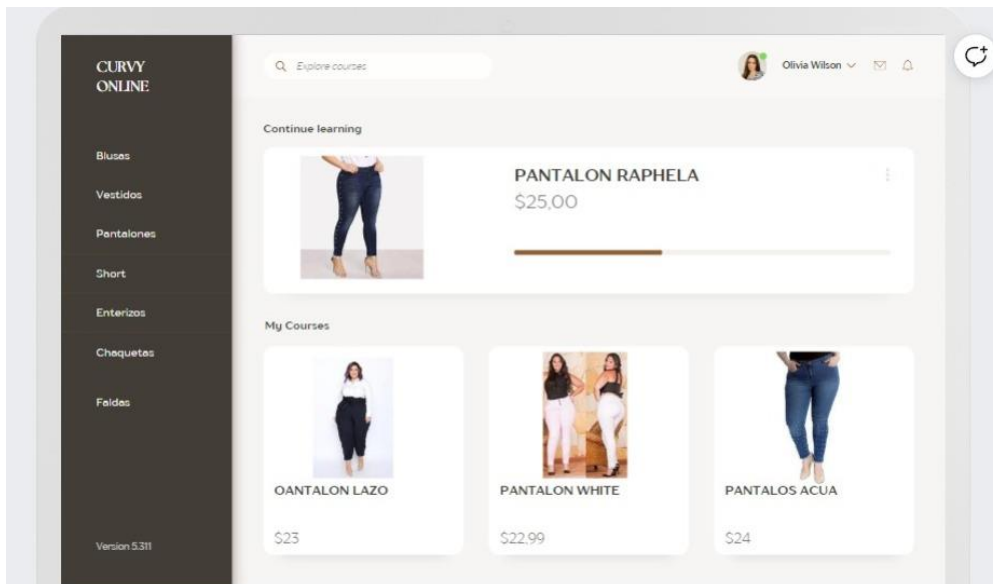 CURVY
ONLINE
Blusas
Vestidos
Pantalones
Short
Enterizos
Chaquetas
Faldas
Version 5.311
Explore courses
Olivia Wilson
Continue learning
PANTALON RAPHELA
$25,00
My Courses
OANTALON LAZO
$23
PANTALON WHITE
$22,99
PANTALOS ACUA
$24